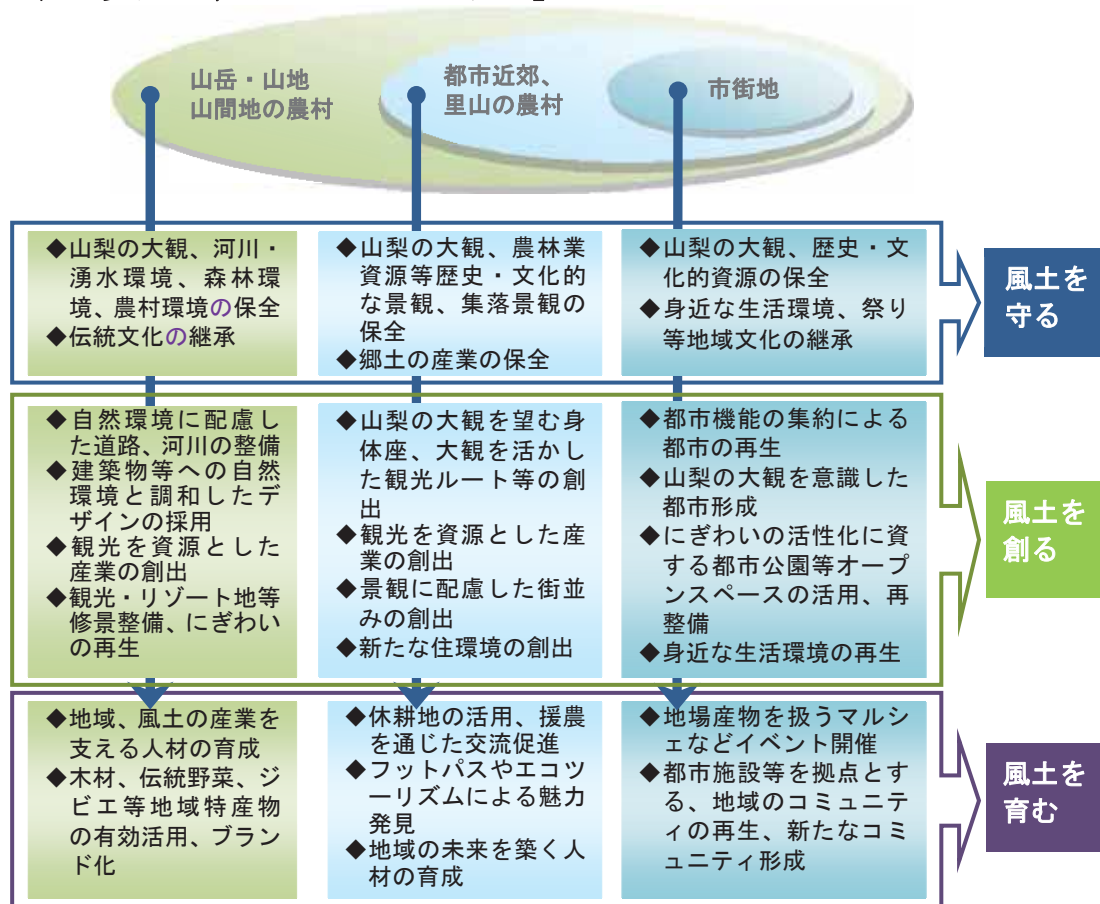 山岳・山地
山間地の農村
都市近郊、
里山の農村
市街地
◆山梨の大観、河川・
湧水環境、森林環
境、農村環境の保全
◆伝統文化の継承
◆山梨の大観、農林業
資源等歴史・文化的
な景観、集落景観の
保全
◆郷土の産業の保全
◆山梨の大観、歴史・文
化的資源の保全
◆身近な生活環境、祭り
等地域文化の継承
風土を
守る
◆自然環境に配慮し
た道路、河川の整備
◆建築物等への自然
環境と調和したデ
ザインの採用
◆観光を資源とした
産業の創出
◆観光・リゾート地等
修景整備、にぎわい
の再生
◆山梨の大観を望む身
体座、大観を活かし
た観光ルート等の創
出
◆観光を資源とした産
業の創出
◆景観に配慮した街並
みの創出
◆新たな住環境の創出
◆都市機能の集約による
都市の再生
◆山梨の大観を意識した
都市形成
◆にぎわいの活性化に資
する都市公園等オープ
ンスペースの活用、再
整備
◆身近な生活環境の再生
風土を
創る
◆地域、風土の産業を
支える人材の育成
◆木材、伝統野菜、ジ
ビエ等地域特産物
の有効活用、ブラン
ド化
◆休耕地の活用、援農
を通じた交流促進
◆フットパスやエコツ
ーリズムによる魅力
発見
◆地域の未来を築く人
材の育成
◆地場産物を扱うマルシ
ェなどイベント開催
◆都市施設等を拠点とす
る、地域のコミュニテ
ィの再生、新たなコミ
ュニティ形成
風土を
育む